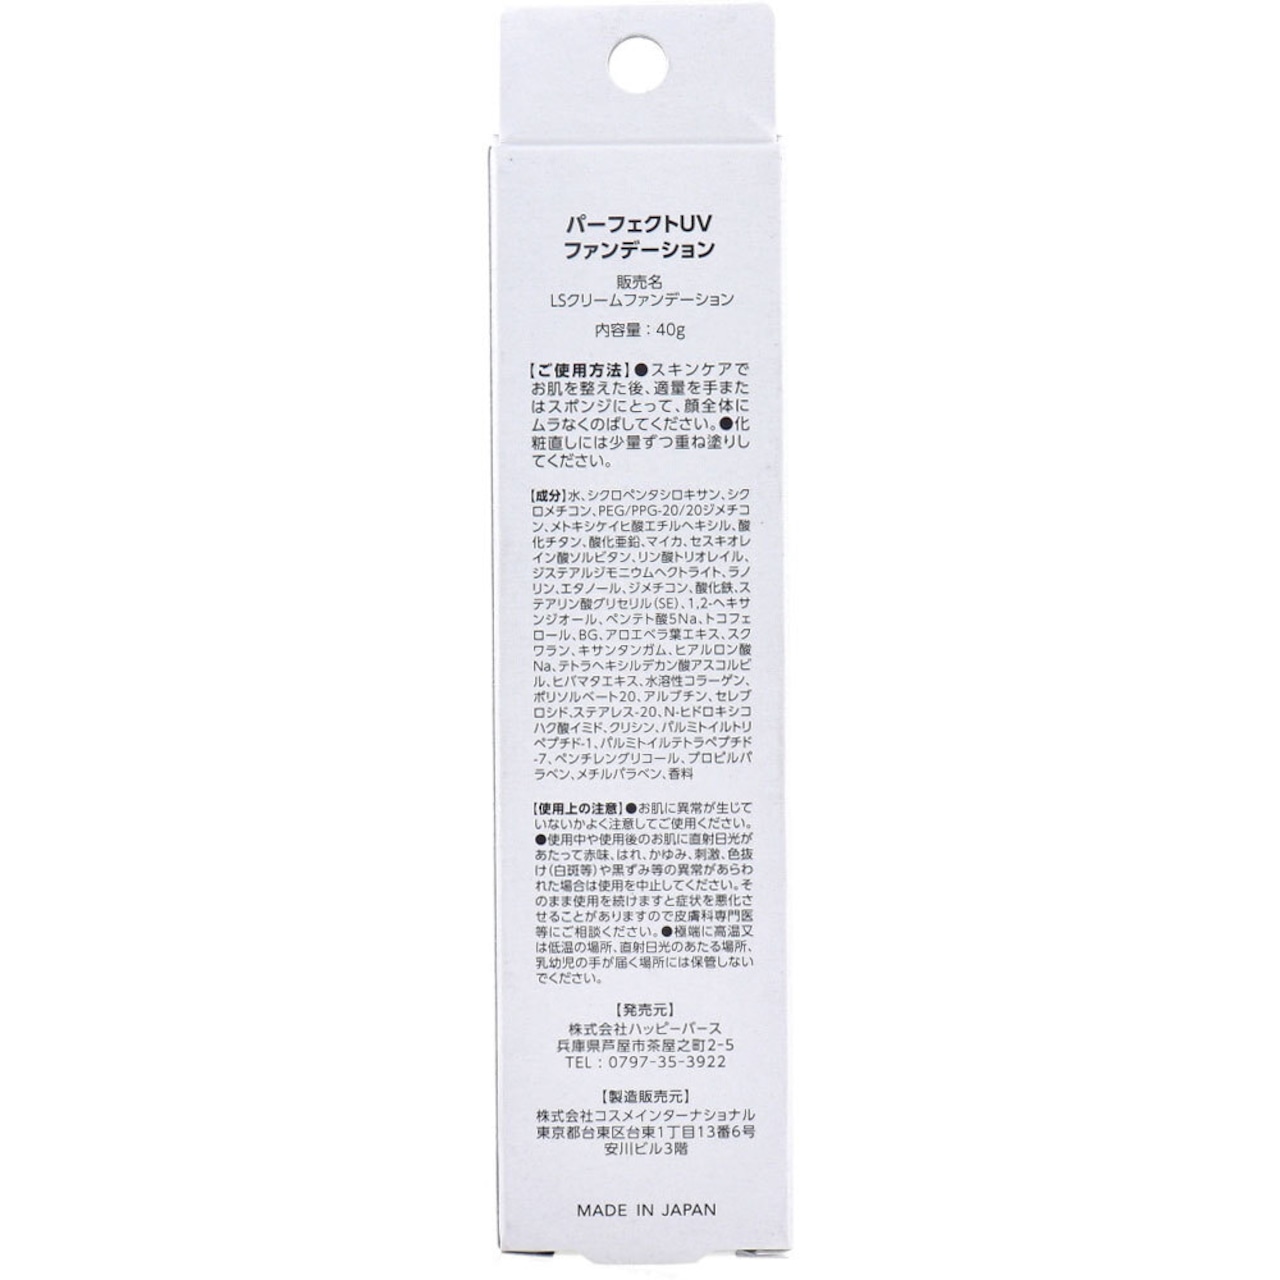 パーフェクトUV
ファンデーション
販売名
LSクリームファンデーション
内容量：40g
【ご使用方法】●スキンケアで
お肌を整えた後、適量を手また
はスポンジにとって、顔全体に
ムラなくのばしてください。●化
粧直しには少量ずつ重ね塗りし
てください。
【成分】水、シクロペンタシロキサン、シク
ロメチコン、PEG/PPG-20/20ジメチコ
ン、メトキシケイヒ酸エチルヘキシル、酸
化チタン、酸化亜鉛、マイカ、セスキオレ
イン酸ソルビタン、リン酸トリオレイル、
ジステアルジモニウムヘクトライト、ラノ
リン、エタノール、ジメチコン、酸化鉄、ス
テアリン酸グリセリル(SE)、1,2-ヘキサ
ンジオール、ペンテト酸5Na、トコフェ
ロール、BG、アロエベラ葉エキス、スク
ワラン、キサンタンガム、ヒアルロン酸
Na、テトラヘキシルデカン酸アスコルビ
ル、ヒバマタエキス、水溶性コラーゲン、
ポリソルベート20、アルブチン、セレブ
ロシド、ステアレス-20、N-ヒドロキシコ
ハク酸イミド、クリシン、パルミトイルトリ
ペプチド-1、パルミトイルテトラペプチド
-7、ペンチレングリコール、プロピルパ
ラベン、メチルパラベン、香料
【使用上の注意】●お肌に異常が生じて
いないかよく注意してご使用ください。
●使用中や使用後のお肌に直射日光が
あたって赤味、はれ、かゆみ、刺激、色抜
け(白斑等)や黒ずみ等の異常があらわ
れた場合は使用を中止してください。そ
のまま使用を続けますと症状を悪化さ
せることがありますので皮膚科専門医
等にご相談ください。●極端に高温又
は低温の場所、直射日光のあたる場所、
乳幼児の手が届く場所には保管しない
でください。
【発売元】
株式会社ハッピーバース
兵庫県芦屋市茶屋之町2-5
TEL：0797-35-3922
【製造販売元】
株式会社コスメインターナショナル
東京都台東区台東1丁目13番6号
安川ビル3階
MADE IN JAPAN